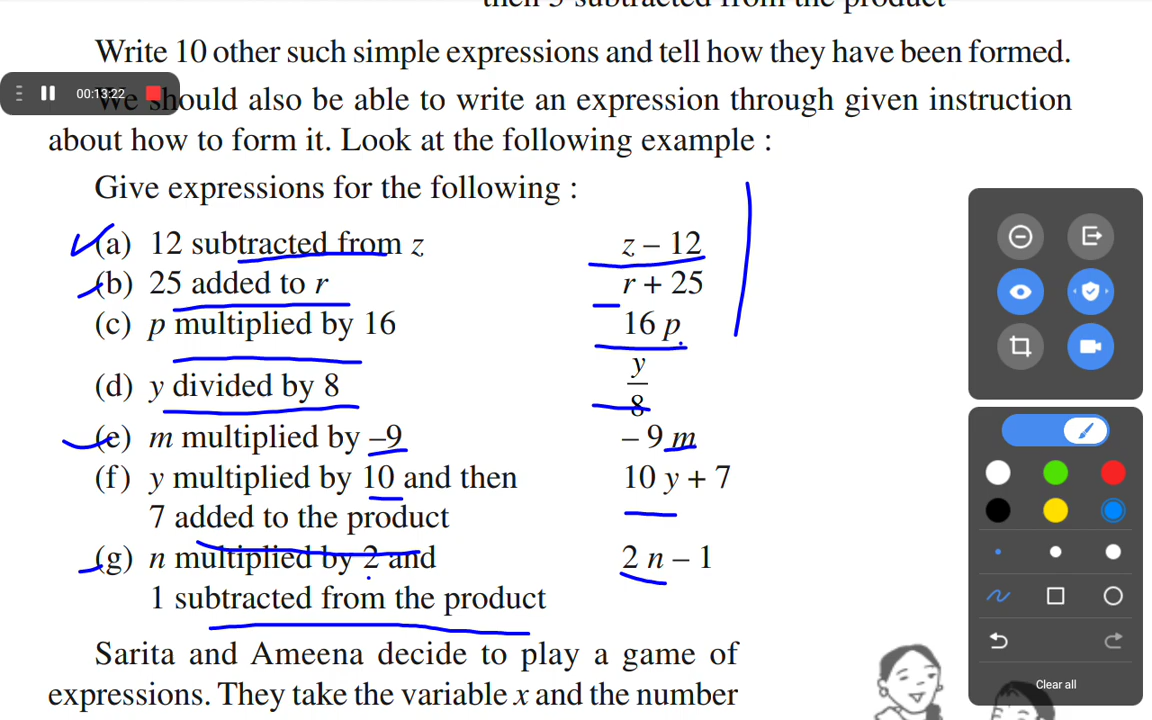 Write 10 other such simple expressions and tell how they have been formed.
00:13:22
We should also be able to write an expression through given instruction
about how to form it. Look at the following example :
Give expressions for the following :
(a) 12 subtracted from z z – 12
(b) 25 added to r r + 25
(c) p multiplied by 16 16 p
(d) y divided by 8 y/8
(e) m multiplied by –9 – 9 m
(f) y multiplied by 10 and then 10 y + 7
7 added to the product
(g) n multiplied by 2 and 2 n – 1
1 subtracted from the product
Sarita and Ameena decide to play a game of
expressions. They take the variable x and the number
Clear all